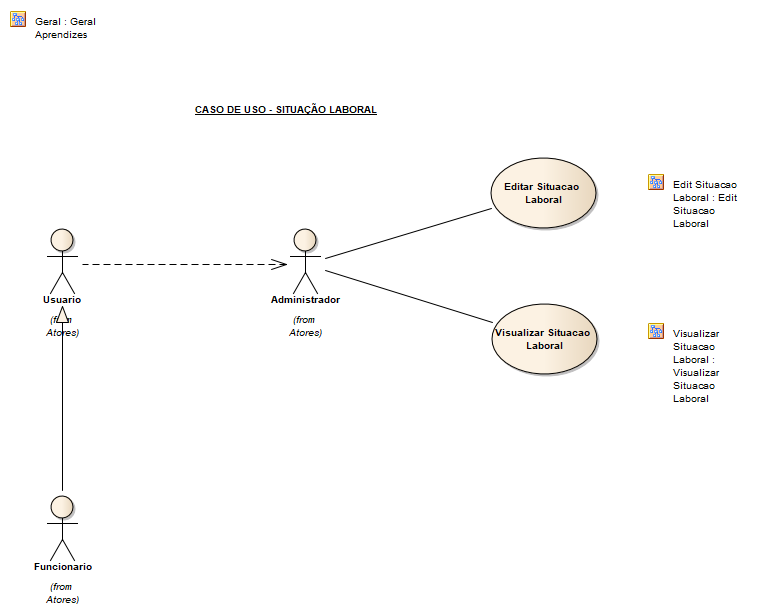 Geral : Geral
Aprendizes
CASO DE USO - SITUAÇÃO LABORAL
Editar Situacao
Laboral
Edit Situacao
Laboral : Edit
Situacao
Laboral
Usuario
(from
Atores)
Administrador
(from
Atores)
Visualizar Situacao
Laboral
Visualizar
Situacao
Laboral :
Visualizar
Situacao
Laboral
Funcionario
(from
Atores)